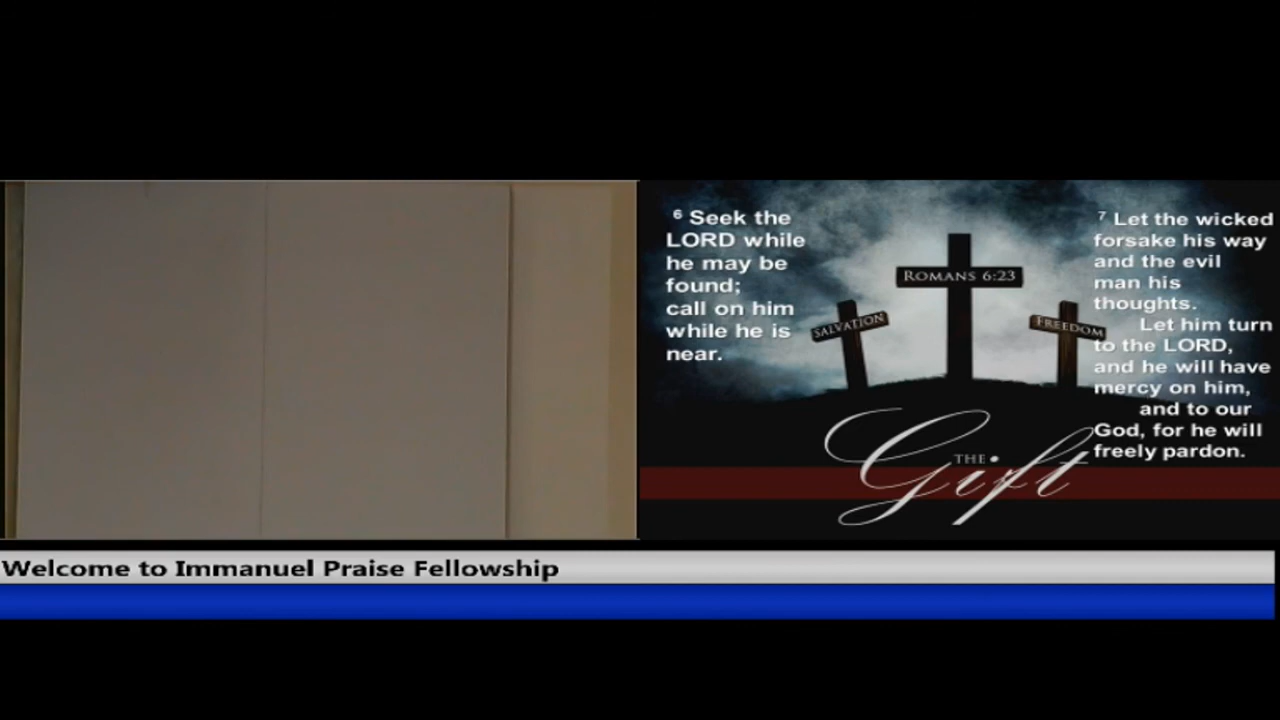 ⁶ Seek the
LORD while
he may be
found;
call on him
while he is
near.
ROMANS 6:23
SALVATION
FREEDOM
THE
Gift
⁷ Let the wicked
forsake his way
and the evil
man his
thoughts.
Let him turn
to the LORD,
and he will have
mercy on him,
and to our
God, for he will
freely pardon.
Welcome to Immanuel Praise Fellowship